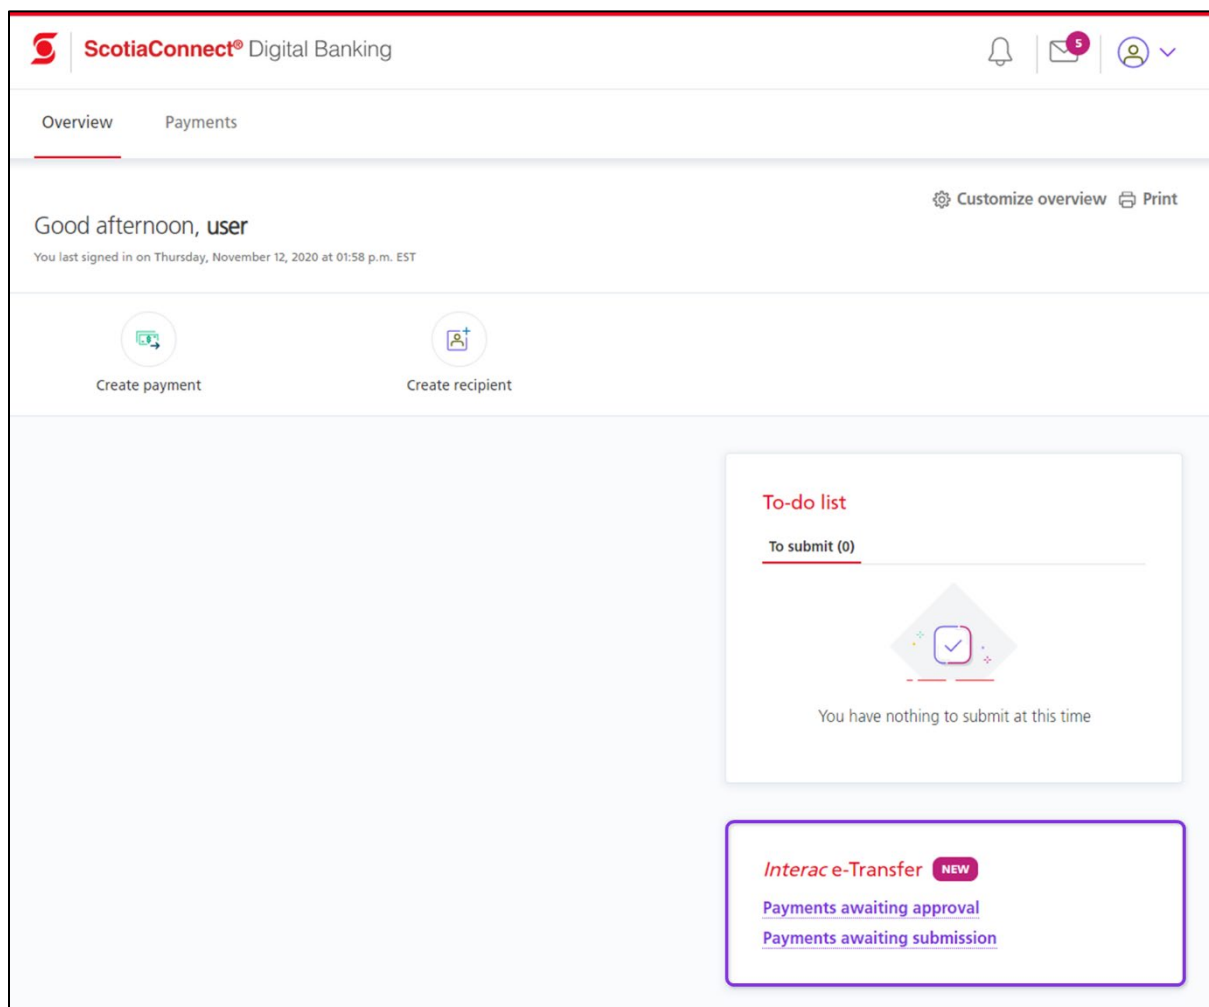 ScotiaConnect® Digital Banking
5
Overview
Payments
Customize overview
Print
Good afternoon, user
You last signed in on Thursday, November 12, 2020 at 01:58 p.m. EST
Create payment
Create recipient
To-do list
To submit (0)
You have nothing to submit at this time
Interac e-Transfer NEW
Payments awaiting approval
Payments awaiting submission